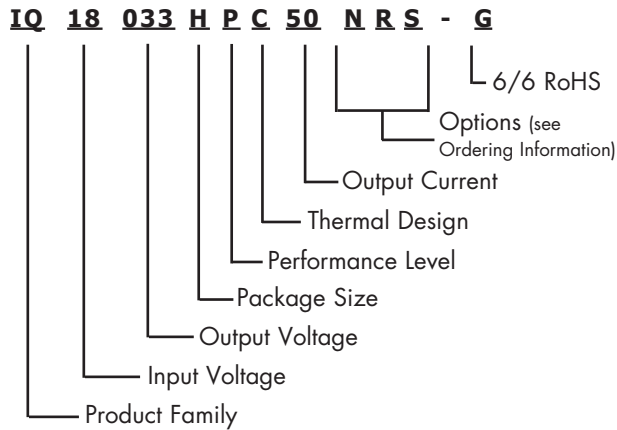 IQ 18 033 H P C 50 N R S - G
6/6 RoHS
Options (see
Ordering Information)
Output Current
Thermal Design
Performance Level
Package Size
Output Voltage
Input Voltage
Product Family